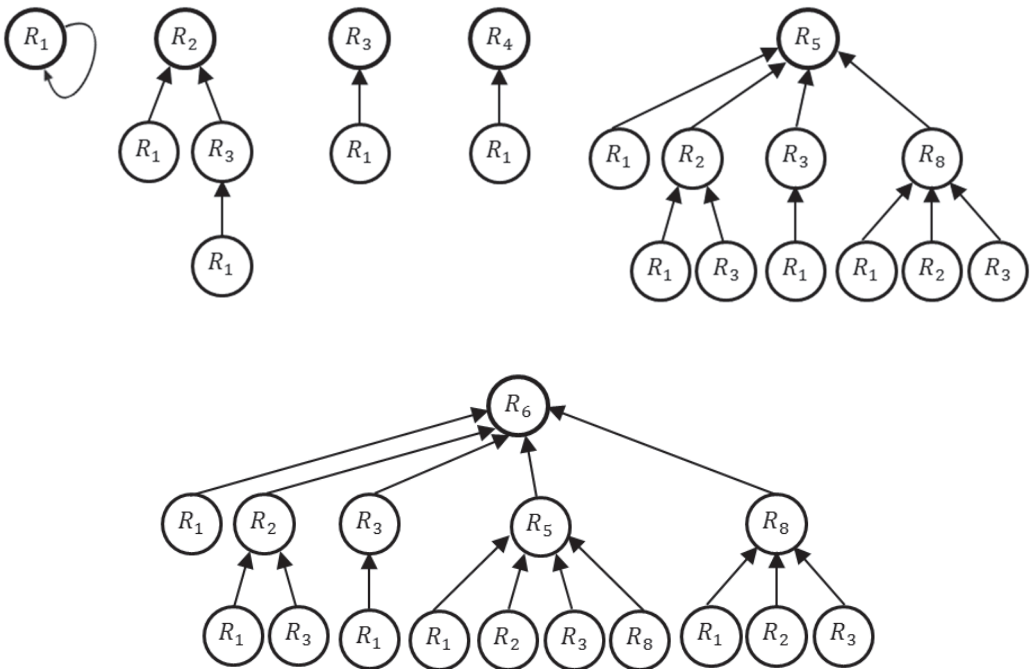 R₁ R₂ R₃ R₄ R₅
R₁ R₃ R₁ R₁ R₁ R₂ R₃ R₈
R₁ R₁ R₃ R₁ R₁ R₂ R₃
R₆
R₁ R₂ R₃ R₅ R₈
R₁ R₃ R₁ R₁ R₂ R₃ R₈ R₁ R₂ R₃